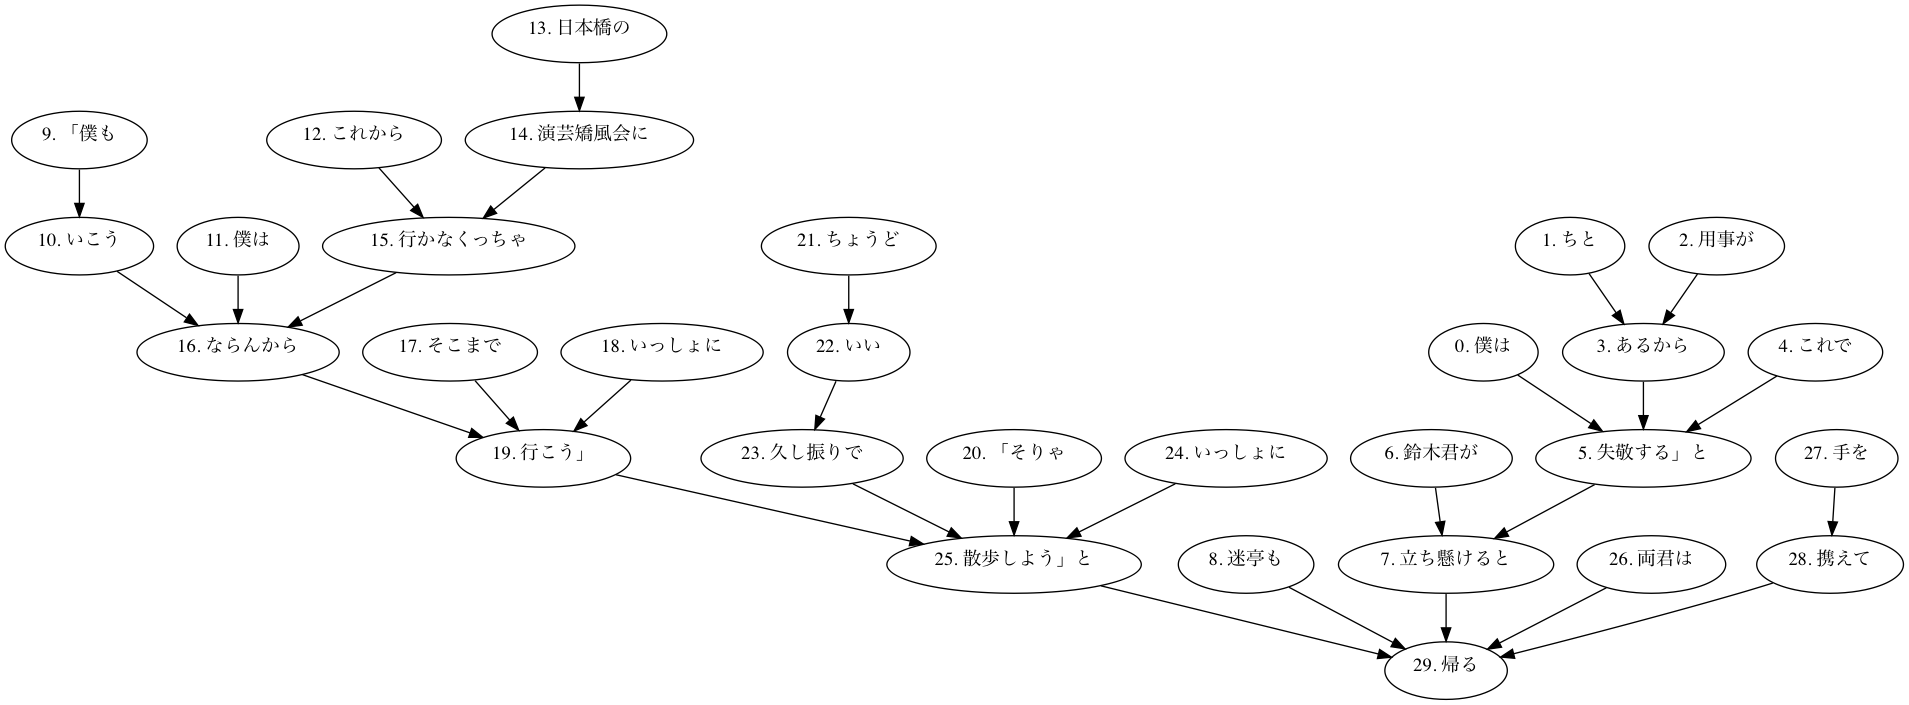 13. 日本橋の
9. 「僕も
12. これから
14. 演芸矯風会に
10. いこう
11. 僕は
15. 行かなくっちゃ
21. ちょうど
1. ちと
2. 用事が
16. ならんから
17. そこまで
18. いっしょに
22. いい
0. 僕は
3. あるから
4. これで
19. 行こう」
23. 久し振りで
20. 「そりゃ
24. いっしょに
6. 鈴木君が
5. 失敬する」と
27. 手を
25. 散歩しよう」と
8. 迷亭も
7. 立ち懸けると
26. 両君は
28. 携えて
29. 帰る